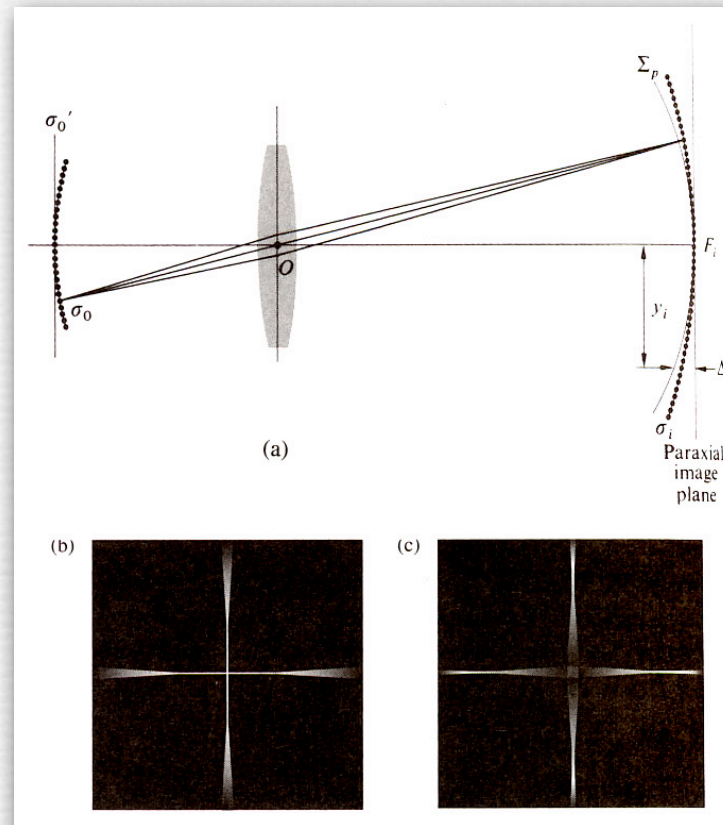 Σp
σ0′
Fi
O
σ0
yi
Δ
σi
(a)
Paraxial
image
plane
(b)
(c)